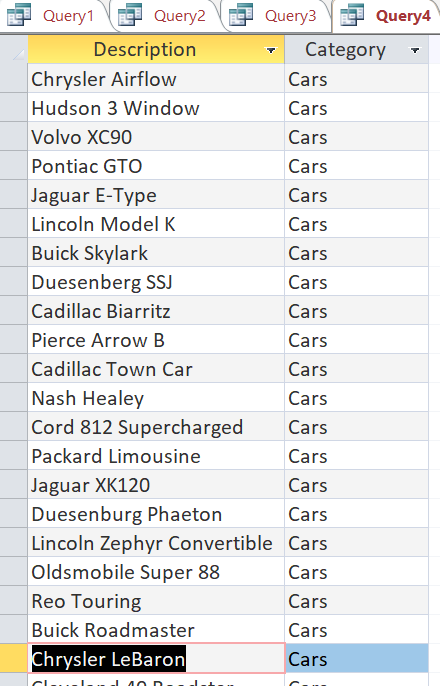 Query1 Query2 Query3 Query4
Description Category
Chrysler Airflow Cars
Hudson 3 Window Cars
Volvo XC90 Cars
Pontiac GTO Cars
Jaguar E-Type Cars
Lincoln Model K Cars
Buick Skylark Cars
Duesenberg SSJ Cars
Cadillac Biarritz Cars
Pierce Arrow B Cars
Cadillac Town Car Cars
Nash Healey Cars
Cord 812 Supercharged Cars
Packard Limousine Cars
Jaguar XK120 Cars
Duesenburg Phaeton Cars
Lincoln Zephyr Convertible Cars
Oldsmobile Super 88 Cars
Reo Touring Cars
Buick Roadmaster Cars
Chrysler LeBaron Cars